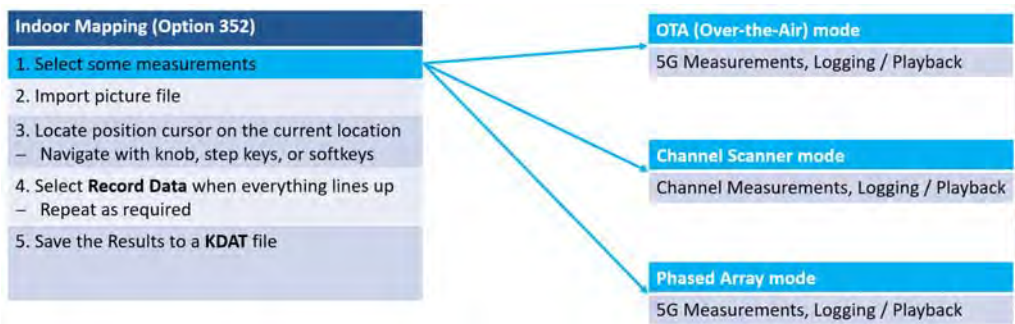 Indoor Mapping (Option 352)
1. Select some measurements
2. Import picture file
3. Locate position cursor on the current location
– Navigate with knob, step keys, or softkeys
4. Select Record Data when everything lines up
– Repeat as required
5. Save the Results to a KDAT file
OTA (Over-the-Air) mode
5G Measurements, Logging / Playback
Channel Scanner mode
Channel Measurements, Logging / Playback
Phased Array mode
5G Measurements, Logging / Playback